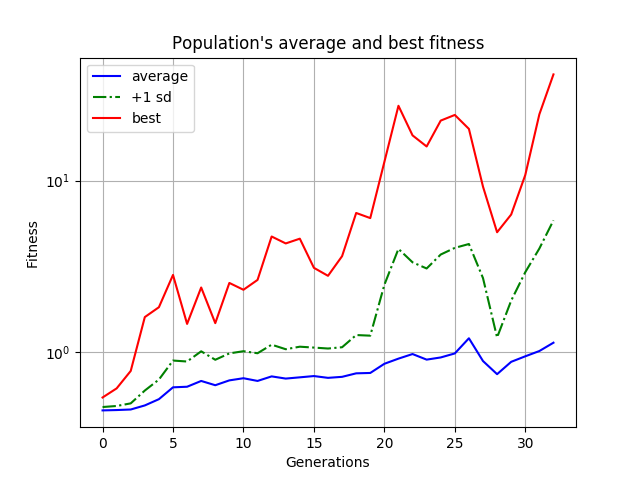 Population's average and best fitness
average
+1 sd
best
Fitness
10¹
10⁰
0 5 10 15 20 25 30
Generations